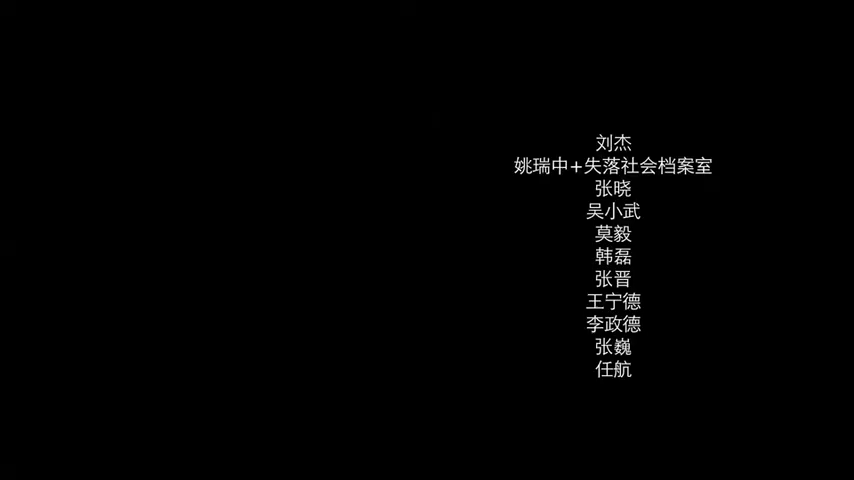 刘杰
姚瑞中+失落社会档案室
张晓
吴小武
莫毅
韩磊
张晋
王宁德
李政德
张巍
任航